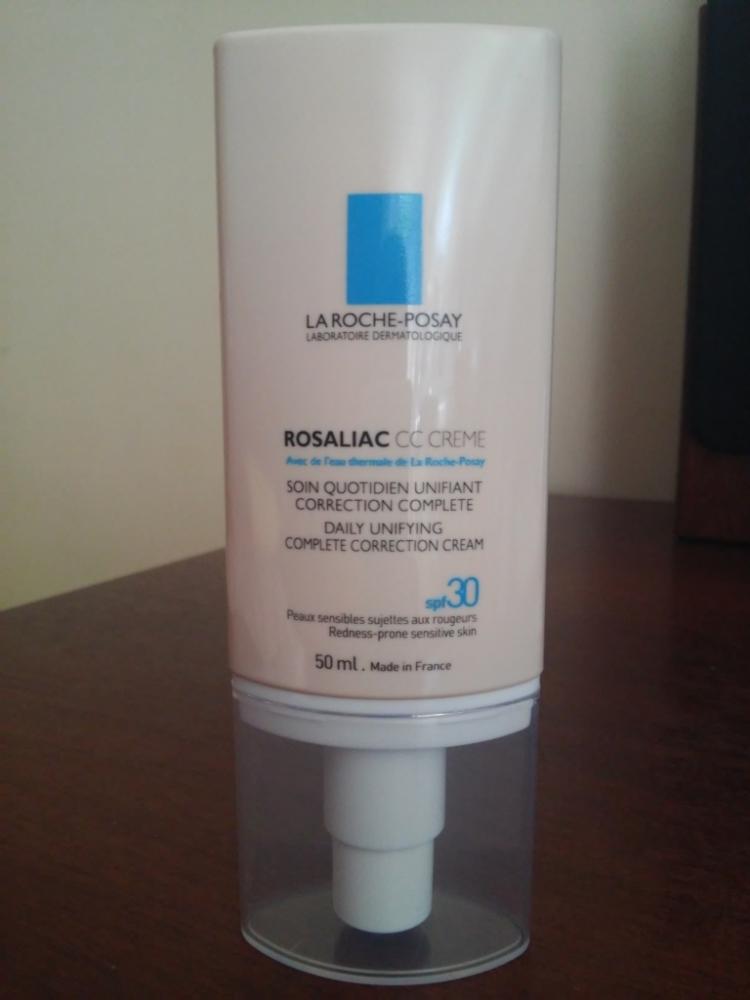 LA ROCHE-POSAY
LABORATOIRE DERMATOLOGIQUE
ROSALIAC CC CREME
Avec de l'eau thermale de La Roche-Posay
SOIN QUOTIDIEN UNIFIANT
CORRECTION COMPLETE
DAILY UNIFYING
COMPLETE CORRECTION CREAM
spf30
Peaux sensibles sujettes aux rougeurs
Redness-prone sensitive skin
50 ml . Made in France